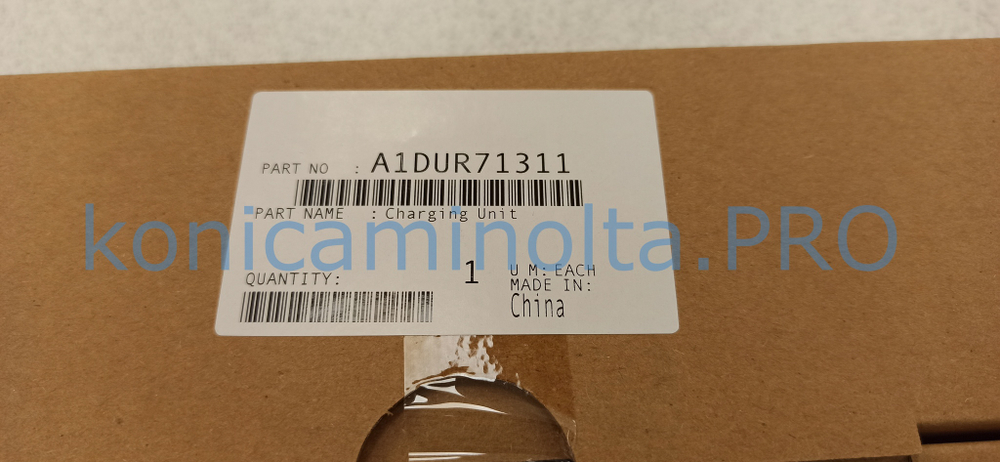 PART NO : A1DUR71311
PART NAME : Charging Unit
konicaminolta.PRO
QUANTITY: 1 U M: EACH
MADE IN:
China